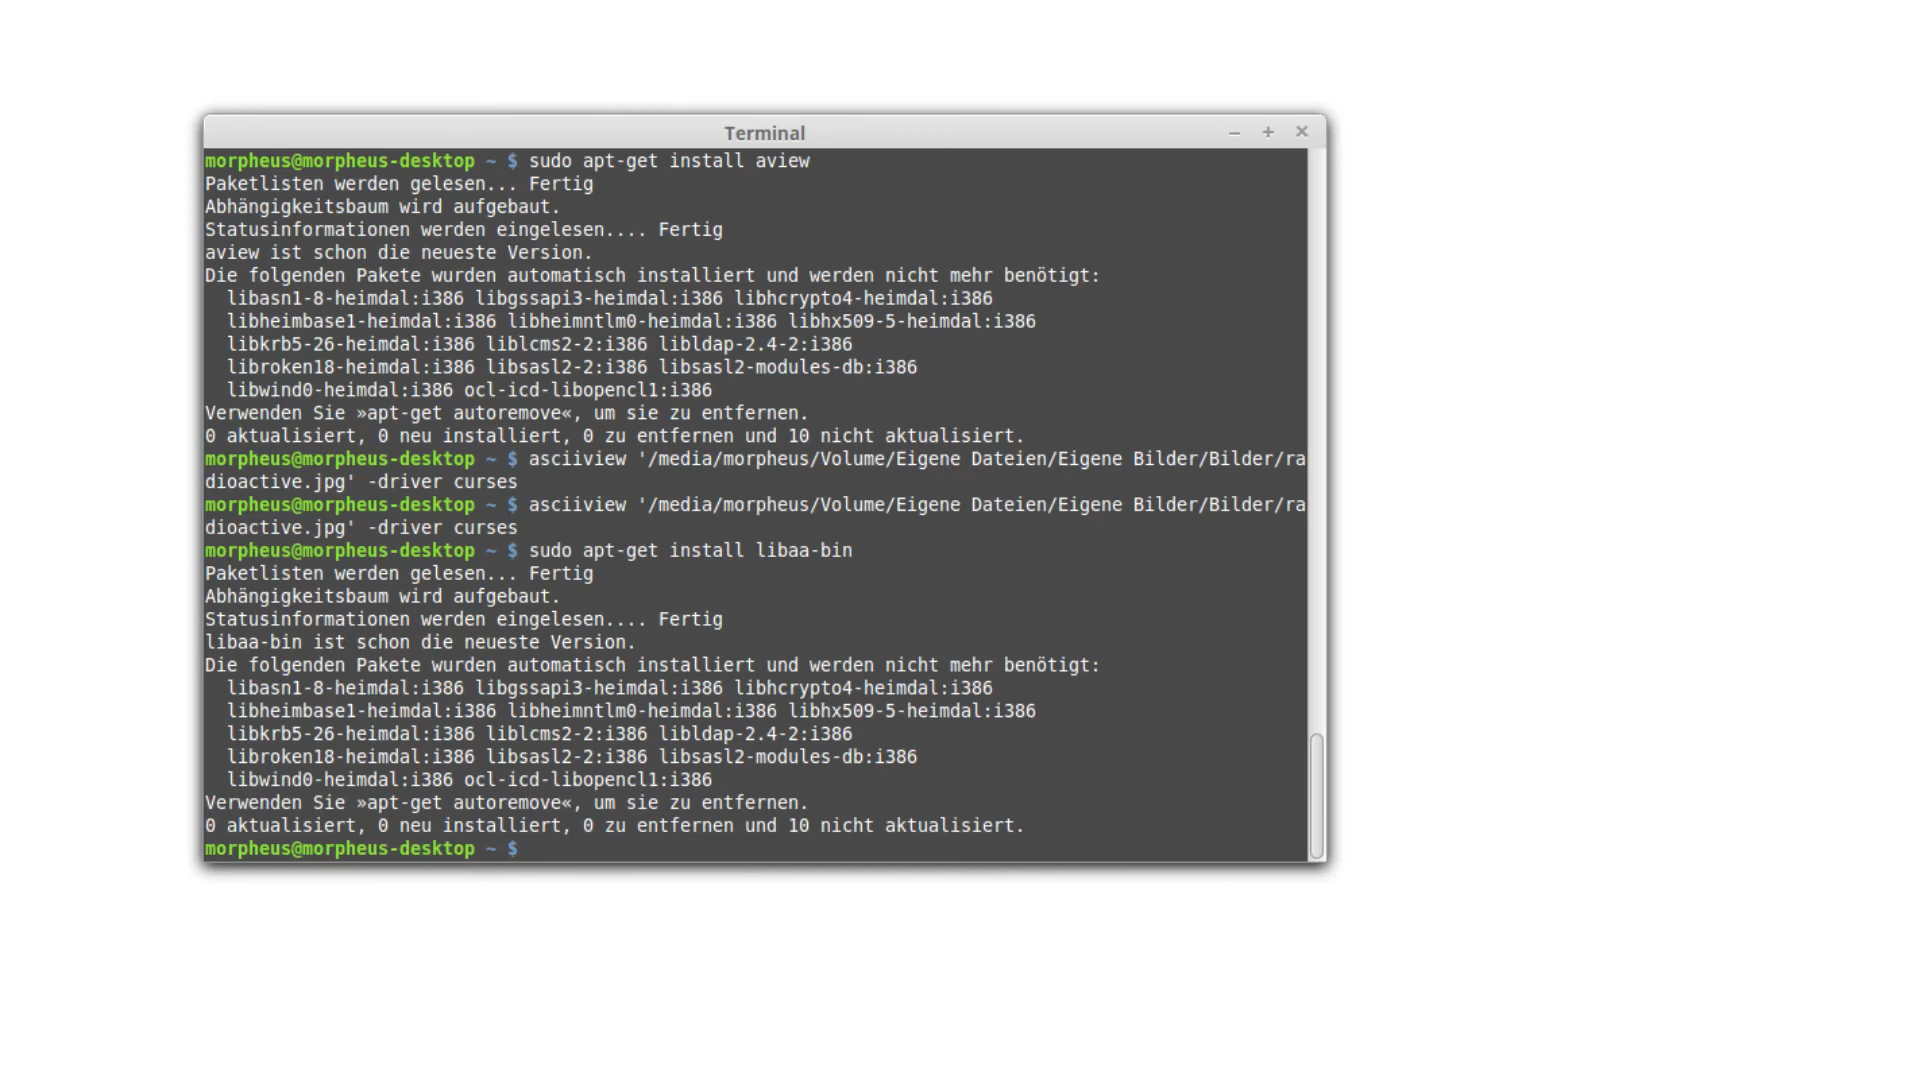 Terminal
morpheus@morpheus-desktop ~ $ sudo apt-get install aview
Paketlisten werden gelesen... Fertig
Abhängigkeitsbaum wird aufgebaut.
Statusinformationen werden eingelesen.... Fertig
aview ist schon die neueste Version.
Die folgenden Pakete wurden automatisch installiert und werden nicht mehr benötigt:
  libasn1-8-heimdal:i386 libgssapi3-heimdal:i386 libhcrypto4-heimdal:i386
  libheimbase1-heimdal:i386 libheimntlm0-heimdal:i386 libhx509-5-heimdal:i386
  libkrb5-26-heimdal:i386 liblcms2-2:i386 libldap-2.4-2:i386
  libroken18-heimdal:i386 libsasl2-2:i386 libsasl2-modules-db:i386
  libwind0-heimdal:i386 ocl-icd-libopencl1:i386
Verwenden Sie »apt-get autoremove«, um sie zu entfernen.
0 aktualisiert, 0 neu installiert, 0 zu entfernen und 10 nicht aktualisiert.
morpheus@morpheus-desktop ~ $ asciiview '/media/morpheus/Volume/Eigene Dateien/Eigene Bilder/Bilder/ra
dioactive.jpg' -driver curses
morpheus@morpheus-desktop ~ $ asciiview '/media/morpheus/Volume/Eigene Dateien/Eigene Bilder/Bilder/ra
dioactive.jpg' -driver curses
morpheus@morpheus-desktop ~ $ sudo apt-get install libaa-bin
Paketlisten werden gelesen... Fertig
Abhängigkeitsbaum wird aufgebaut.
Statusinformationen werden eingelesen.... Fertig
libaa-bin ist schon die neueste Version.
Die folgenden Pakete wurden automatisch installiert und werden nicht mehr benötigt:
  libasn1-8-heimdal:i386 libgssapi3-heimdal:i386 libhcrypto4-heimdal:i386
  libheimbase1-heimdal:i386 libheimntlm0-heimdal:i386 libhx509-5-heimdal:i386
  libkrb5-26-heimdal:i386 liblcms2-2:i386 libldap-2.4-2:i386
  libroken18-heimdal:i386 libsasl2-2:i386 libsasl2-modules-db:i386
  libwind0-heimdal:i386 ocl-icd-libopencl1:i386
Verwenden Sie »apt-get autoremove«, um sie zu entfernen.
0 aktualisiert, 0 neu installiert, 0 zu entfernen und 10 nicht aktualisiert.
morpheus@morpheus-desktop ~ $